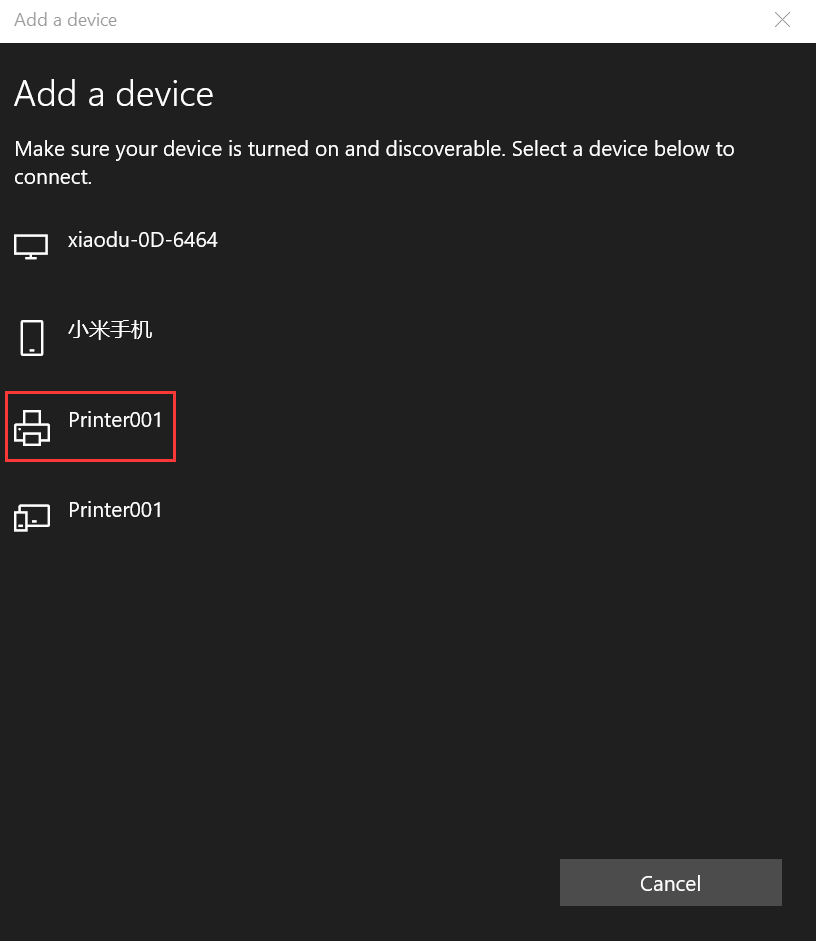 Add a device
Add a device
Make sure your device is turned on and discoverable. Select a device below to
connect.
xiaodu-0D-6464
小米手机
Printer001
Printer001
Cancel